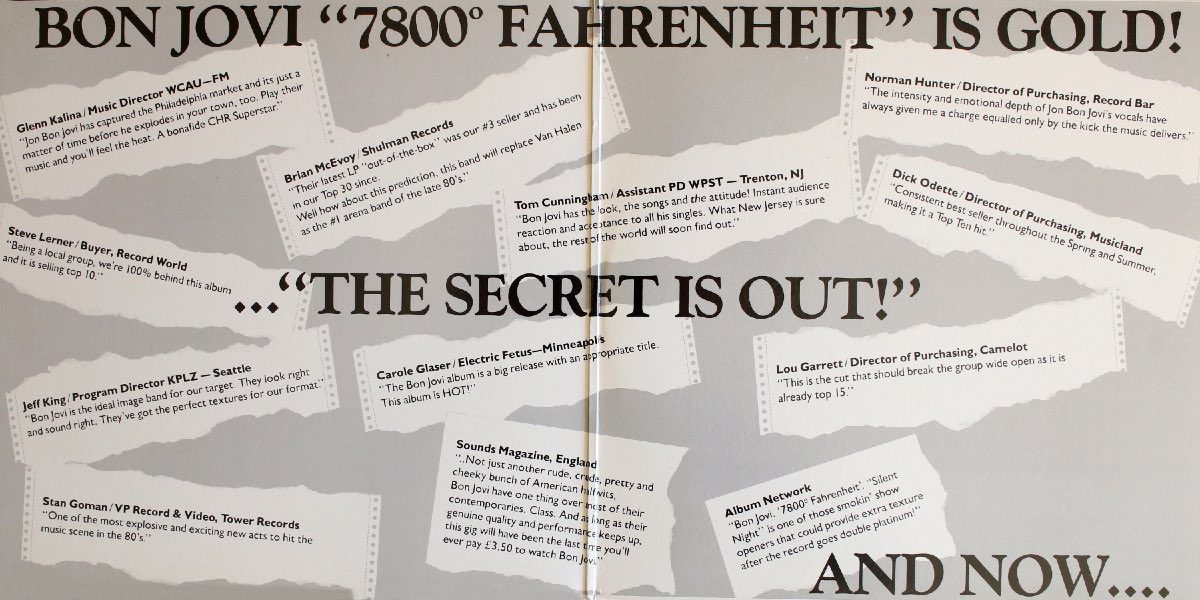 BON JOVI “7800° FAHRENHEIT” IS GOLD!
Glenn Kalina/Music Director WCAU—FM
“Jon Bon Jovi has captured the Philadelphia market and its just a
matter of time before he explodes in your town, too. Play their
music and you'll feel the heat. A bonafide CHR Superstar.”
Brian McEvoy/Shulman Records
“Their latest LP “out-of-the-box” was our #3 seller and has been
in our Top 30 since.
Well how about this prediction, this band will replace Van Halen
as the #1 arena band of the late 80's.”
Norman Hunter/Director of Purchasing, Record Bar
“The intensity and emotional depth of Jon Bon Jovi's vocals have
always given me a charge equalled only by the kick the music delivers.”
Tom Cunningham/Assistant PD WPST — Trenton, NJ
“Bon Jovi has the look, the songs and the attitude! Instant audience
reaction and acceptance to all his singles. What New Jersey is sure
about, the rest of the world will soon find out.”
Dick Odette/Director of Purchasing, Musicland
“Consistent best seller throughout the Spring and Summer,
making it a Top Ten hit.”
Steve Lerner/Buyer, Record World
“Being a local group, we're 100% behind this album
and it is selling top 10.”
...“THE SECRET IS OUT!”
Jeff King/Program Director KPLZ — Seattle
“Bon Jovi is the ideal image band for our target. They look right
and sound right. They've got the perfect textures for our format.”
Carole Glaser/Electric Fetus—Minneapolis
“The Bon Jovi album is a big release with an appropriate title.
This album is HOT!”
Lou Garrett/Director of Purchasing, Camelot
“This is the cut that should break the group wide open as it is
already top 15.”
Stan Goman/VP Record & Video, Tower Records
“One of the most explosive and exciting new acts to hit the
music scene in the 80's.”
Sounds Magazine, England
“..Not just another rude, crude, pretty and
cheeky bunch of American halfwits,
Bon Jovi have one thing over most of their
contemporaries. Class. And as long as their
genuine quality and performance keeps up,
this gig will have been the last time you'll
ever pay £3.50 to watch Bon Jovi.”
Album Network
“Bon Jovi. '7800° Fahrenheit'. “Silent
Night” is one of those smokin' show
openers that could provide extra texture
after the record goes double platinum!”
AND NOW....